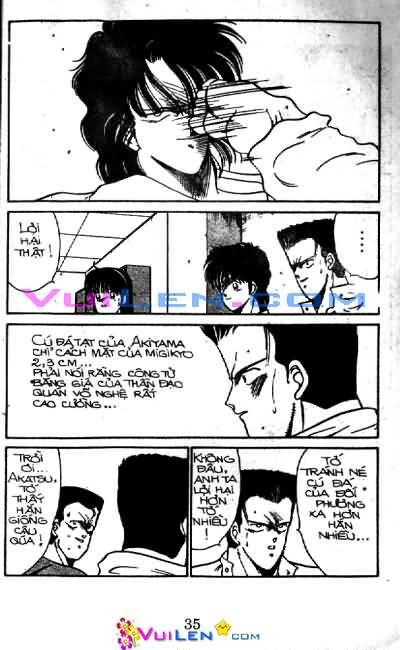 LỢI
HẠI
THẬT!
....
VUILEN.COM
CÚ BẠT TẠT CỦA AKIYAMA
CHỈ CÁCH MẶT CỦA MIGIKYO
2,3 CM...
PHẢI NÓI RẰNG CÔNG TỬ
BĂNG GIÁ CỦA THẦN ĐẠO
QUAN VÕ NGHỆ RẤT
CAO CƯỜNG...
TRỜI
ƠI...
AKATSU,
TỚ
THẤY
HẮN
GIỐNG
CẬU
QUÁ!
KHÔNG
ĐÂU,
ANH TA
LỢI HẠI
HƠN
TỚ
NHIỀU!
TỚ
TRÁNH NÉ
CÚ ĐÁ
CỦA ĐỐI
PHƯƠNG
KA HƠN
HẮN
NHIỀU...
35
VUILEN.COM